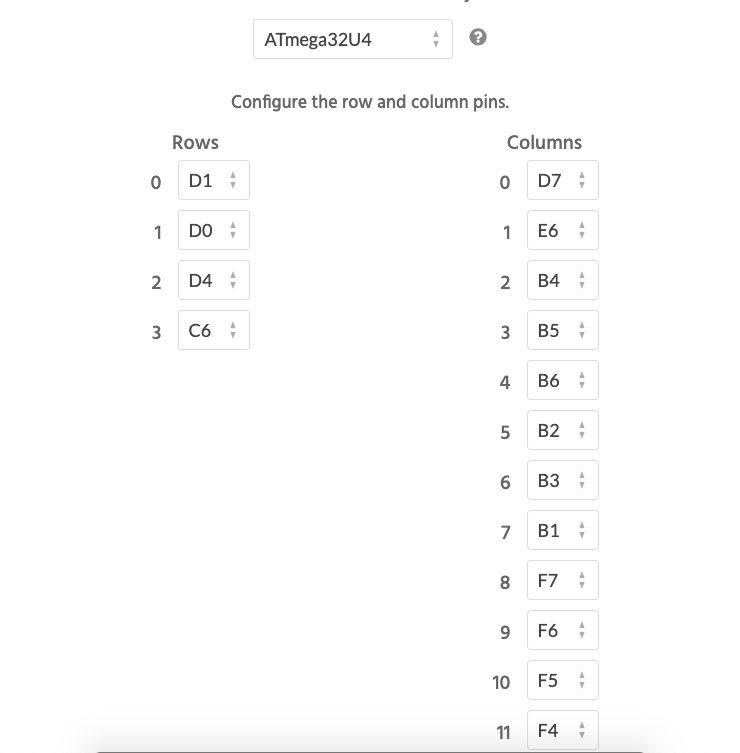 ATmega32U4 ?
Configure the row and column pins.
Rows Columns
0 D1 0 D7
1 D0 1 E6
2 D4 2 B4
3 C6 3 B5
4 B6
5 B2
6 B3
7 B1
8 F7
9 F6
10 F5
11 F4